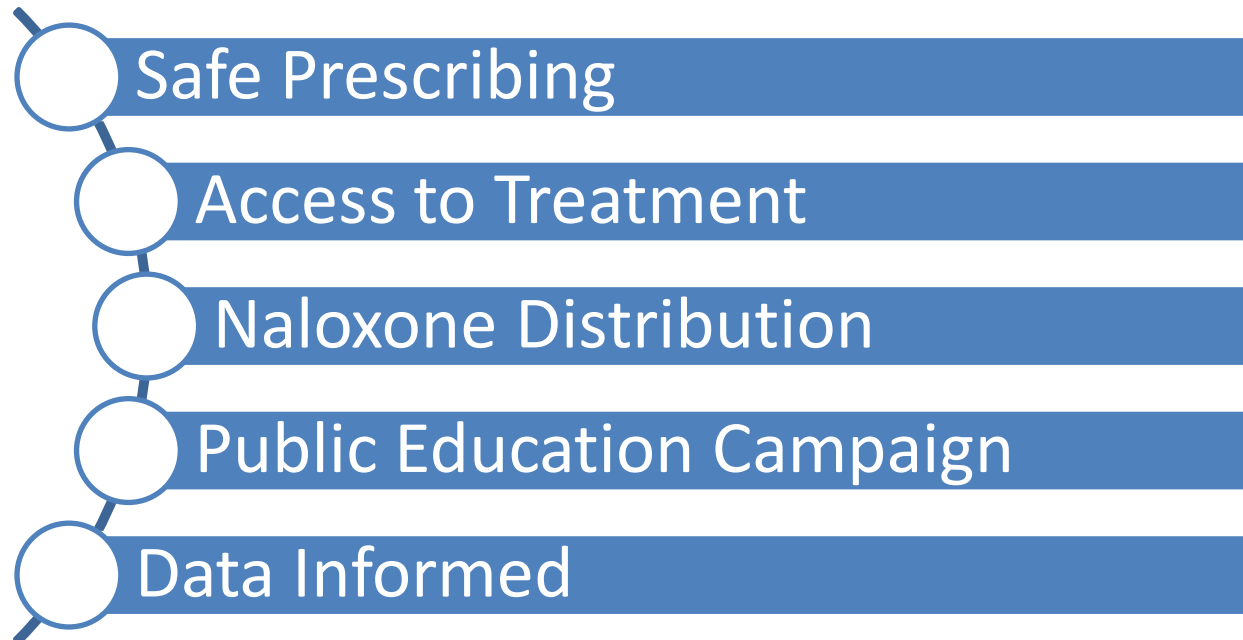 Safe Prescribing
Access to Treatment
Naloxone Distribution
Public Education Campaign
Data Informed